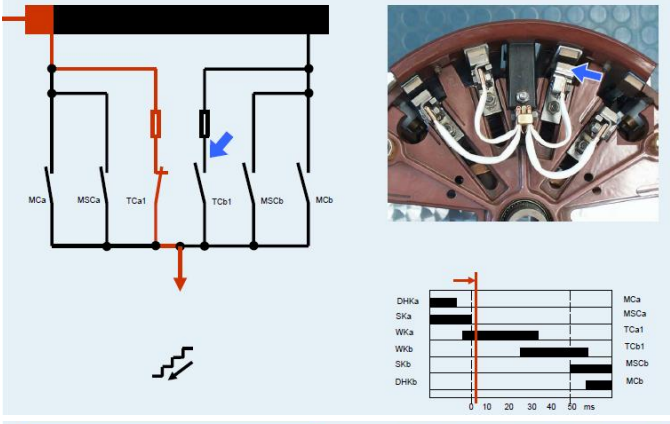 MCa MSCa TCa1 TCb1 MSCb MCb
DHKa MCa
SKa MSCa
WKa TCa1
WKb TCb1
SKb MSCb
DHKb MCb
0 10 20 30 40 50 ms